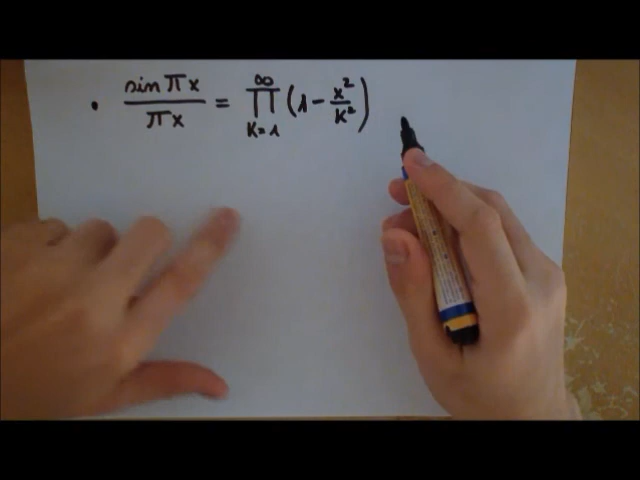 • sin πx / πx = ∏_{K=1}^{∞} (1 - x²/K²)